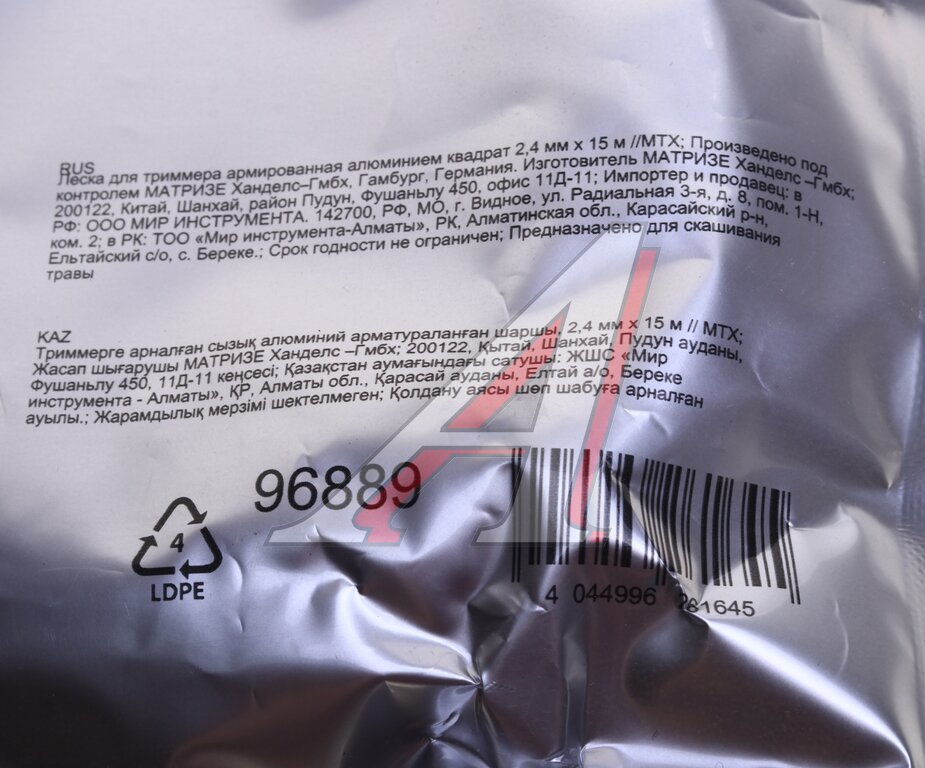 RUS
Леска для триммера армированная алюминием квадрат 2,4 мм x 15 м //MTX; Произведено под
контролем МАТРИЗЕ Ханделс–Гмбх, Гамбург, Германия. Изготовитель МАТРИЗЕ Ханделс –Гмбх;
200122, Китай, Шанхай, район Пудун, Фушаньлу 450, офис 11Д-11; Импортер и продавец: в
РФ: ООО МИР ИНСТРУМЕНТА. 142700, РФ, МО, г. Видное, ул. Радиальная 3-я, д. 8, пом. 1-Н,
ком. 2; в РК: ТОО «Мир инструмента-Алматы», РК, Алматинская обл., Карасайский р-н,
Ельтайский с/о, с. Береке.; Срок годности не ограничен; Предназначено для скашивания
травы
KAZ
Триммерге арналған сызық алюминий арматураланған шаршы, 2,4 мм x 15 м // MTX;
Жасап шығарушы МАТРИЗЕ Ханделс –Гмбх; 200122, Қытай, Шанхай, Пудун ауданы,
Фушаньлу 450, 11Д-11 кеңсесі; Қазақстан аумағындағы сатушы: ЖШС «Мир
инструмента - Алматы», ҚР, Алматы обл., Қарасай ауданы, Елтай а/о, Береке
ауылы.; Жарамдылық мерзімі шектелмеген; Қолдану аясы шөп шабуға арналған
96889
4
LDPE
4 044996 281645